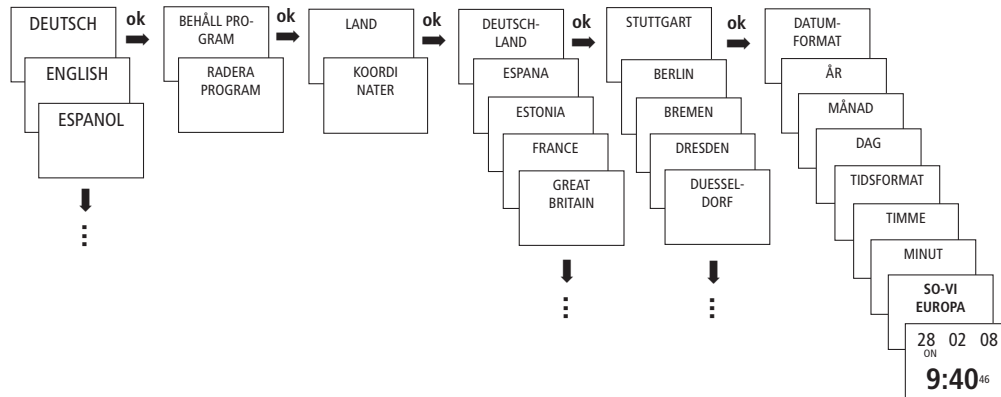 DEUTSCH
ENGLISH
ESPANOL
ok
BEHÅLL PRO-
GRAM
RADERA
PROGRAM
ok
LAND
KOORDI
NATER
ok
DEUTSCH-
LAND
ESPANA
ESTONIA
FRANCE
GREAT
BRITAIN
ok
STUTTGART
BERLIN
BREMEN
DRESDEN
DUESSEL-
DORF
ok
DATUM-
FORMAT
ÅR
MÅNAD
DAG
TIDSFORMAT
TIMME
MINUT
SO-VI
EUROPA
28 02 08
ON
9:40 46